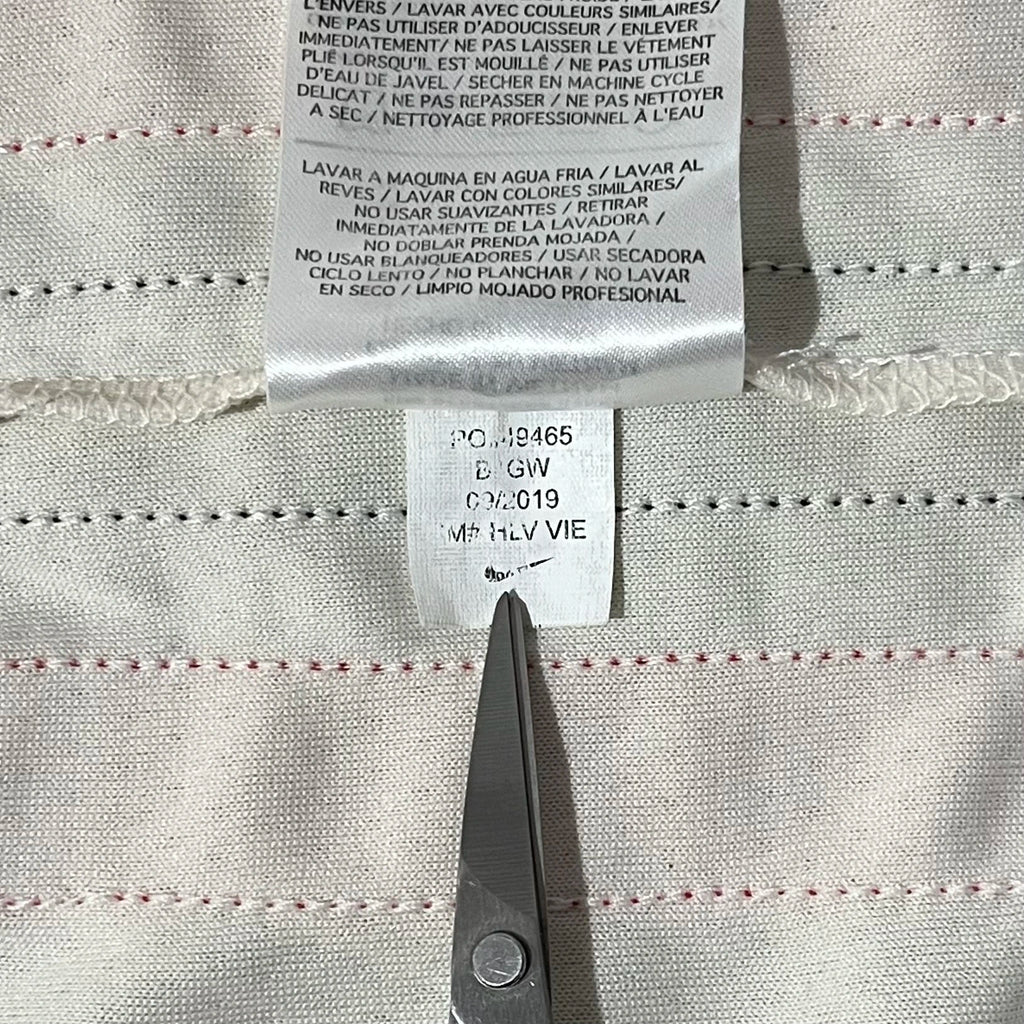 L'ENVERS / LAVAR AVEC COULEURS SIMILAIRES/
NE PAS UTILISER D'ADOUCISSEUR / ENLEVER
IMMEDIATEMENT/ NE PAS LAISSER LE VÊTEMENT
PLIÉ LORSQU'IL EST MOUILLÉ / NE PAS UTILISER
D'EAU DE JAVEL / SECHER EN MACHINE CYCLE
DELICAT / NE PAS REPASSER / NE PAS NETTOYER
A SEC / NETTOYAGE PROFESSIONNEL À L'EAU
LAVAR A MAQUINA EN AGUA FRIA / LAVAR AL
REVES / LAVAR CON COLORES SIMILARES/
NO USAR SUAVIZANTES / RETIRAR
INMEDIATAMENTE DE LA LAVADORA /
NO DOBLAR PRENDA MOJADA /
NO USAR BLANQUEADORES / USAR SECADORA
CICLO LENTO / NO PLANCHAR / NO LAVAR
EN SECO / LIMPIO MOJADO PROFESIONAL
GW
09/2019
M# HLV VIE